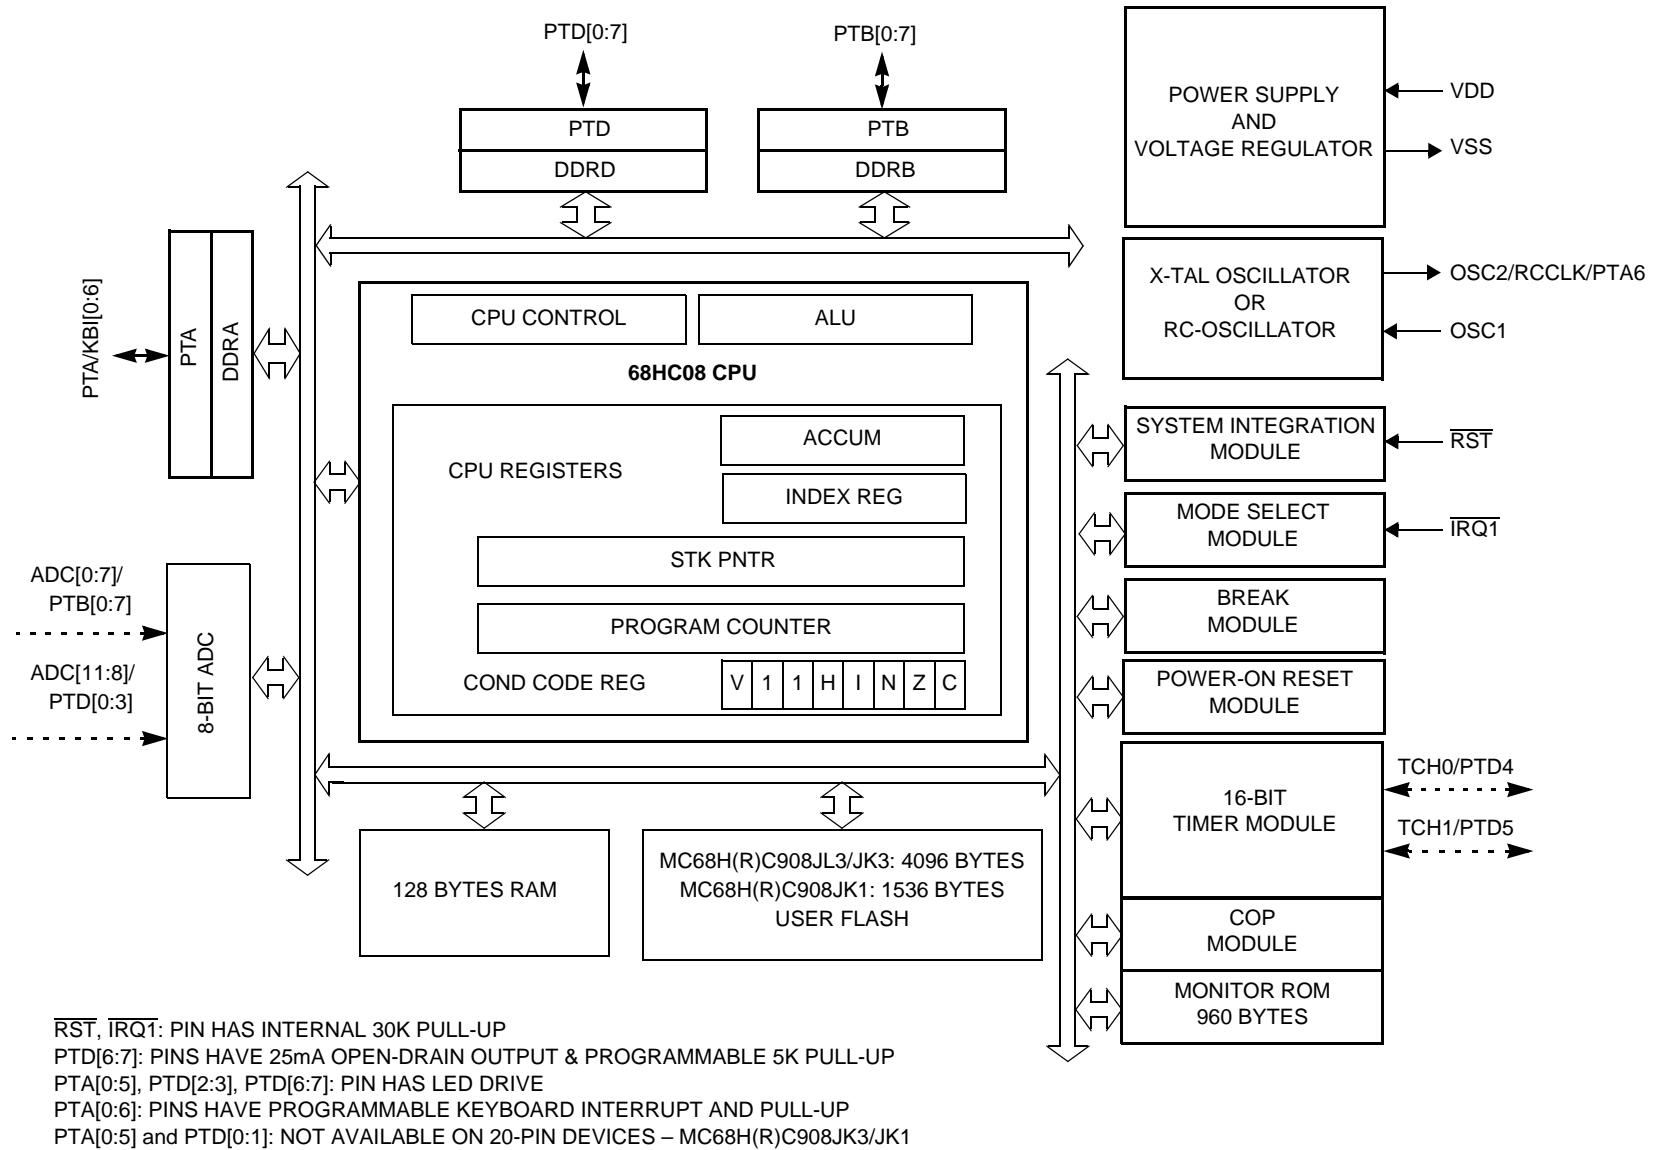 PTD[0:7]
PTB[0:7]
PTD
DDRD
PTB
DDRB
POWER SUPPLY
AND
VOLTAGE REGULATOR
VDD
VSS
X-TAL OSCILLATOR
OR
RC-OSCILLATOR
OSC2/RCCLK/PTA6
OSC1
PTA/KBI[0:6]
PTA
DDRA
CPU CONTROL
ALU
68HC08 CPU
CPU REGISTERS
ACCUM
INDEX REG
STK PNTR
PROGRAM COUNTER
COND CODE REG
V 1 1 H I N Z C
SYSTEM INTEGRATION
MODULE
RST
MODE SELECT
MODULE
IRQ1
BREAK
MODULE
POWER-ON RESET
MODULE
ADC[0:7]/
PTB[0:7]
ADC[11:8]/
PTD[0:3]
8-BIT ADC
16-BIT
TIMER MODULE
TCH0/PTD4
TCH1/PTD5
128 BYTES RAM
MC68H(R)C908JL3/JK3: 4096 BYTES
MC68H(R)C908JK1: 1536 BYTES
USER FLASH
COP
MODULE
MONITOR ROM
960 BYTES
RST, IRQ1: PIN HAS INTERNAL 30K PULL-UP
PTD[6:7]: PINS HAVE 25mA OPEN-DRAIN OUTPUT & PROGRAMMABLE 5K PULL-UP
PTA[0:5], PTD[2:3], PTD[6:7]: PIN HAS LED DRIVE
PTA[0:6]: PINS HAVE PROGRAMMABLE KEYBOARD INTERRUPT AND PULL-UP
PTA[0:5] and PTD[0:1]: NOT AVAILABLE ON 20-PIN DEVICES – MC68H(R)C908JK3/JK1